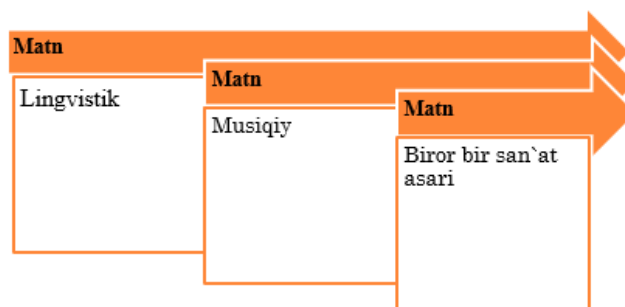 Matn
Lingvistik
Matn
Musiqiy
Matn
Biror bir san`at
asari